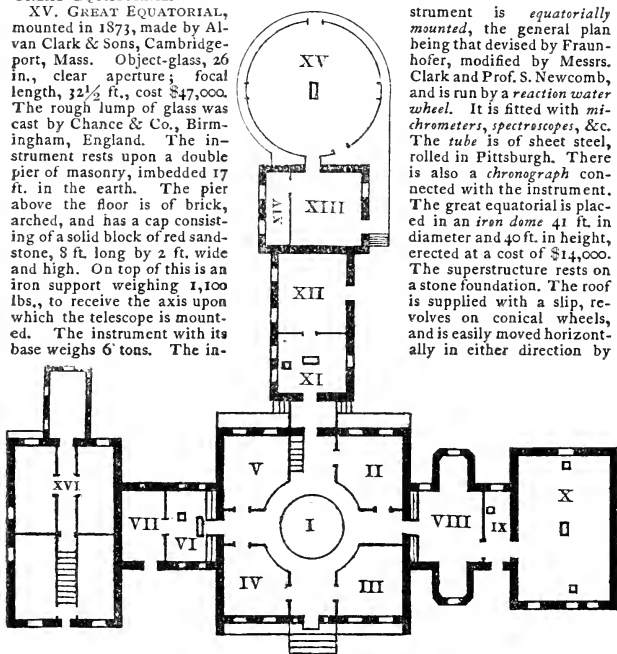 XV. GREAT EQUATORIAL,
mounted in 1873, made by Al-
van Clark & Sons, Cambridge-
port, Mass. Object-glass, 26
in., clear aperture; focal
length, 32½ ft., cost $47,000.
The rough lump of glass was
cast by Chance & Co., Birm-
ingham, England. The in-
strument rests upon a double
pier of masonry, imbedded 17
ft. in the earth. The pier
above the floor is of brick,
arched, and has a cap consist-
ing of a solid block of red sand-
stone, 8 ft. long by 2 ft. wide
and high. On top of this is an
iron support weighing 1,100
lbs., to receive the axis upon
which the telescope is mount-
ed. The instrument with its
base weighs 6 tons. The in-
strument is equatorially
mounted, the general plan
being that devised by Fraun-
hofer, modified by Messrs.
Clark and Prof. S. Newcomb,
and is run by a reaction water
wheel. It is fitted with mi-
chrometers, spectroscopes, &c.
The tube is of sheet steel,
rolled in Pittsburgh. There
is also a chronograph con-
nected with the instrument.
The great equatorial is plac-
ed in an iron dome 41 ft. in
diameter and 40 ft. in height,
erected at a cost of $14,000.
The superstructure rests on
a stone foundation. The roof
is supplied with a slip, re-
volves on conical wheels,
and is easily moved horizont-
ally in either direction by
XV
XIV
XIII
XII
XI
V
II
XVI
VII
VI
I
VIII
IX
X
IV
III